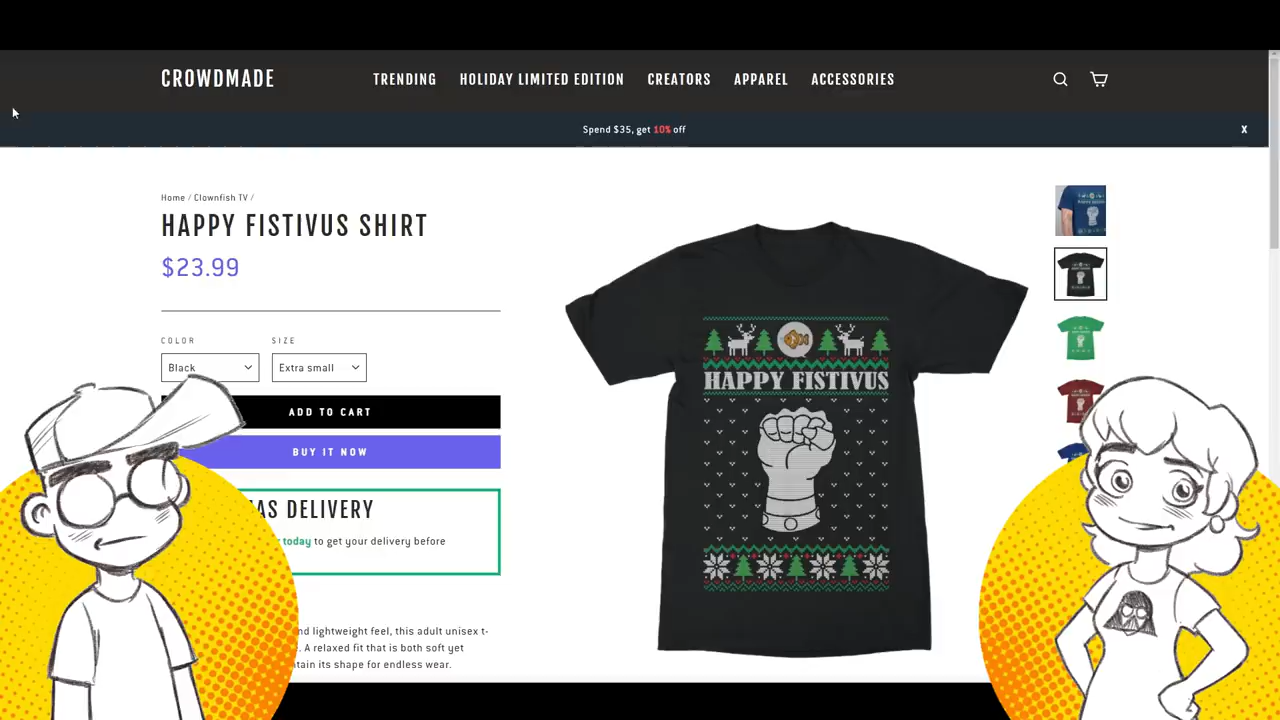 CROWDMADE
TRENDING HOLIDAY LIMITED EDITION CREATORS APPAREL ACCESSORIES
Spend $35, get 10% off X
Home / Clownfish TV /
HAPPY FISTIVUS SHIRT
$23.99
COLOR SIZE
Black Extra small
ADD TO CART
BUY IT NOW
AS DELIVERY
today to get your delivery before
nd lightweight feel, this adult unisex t-
. A relaxed fit that is both soft yet
ntain its shape for endless wear.
HAPPY FISTIVUS